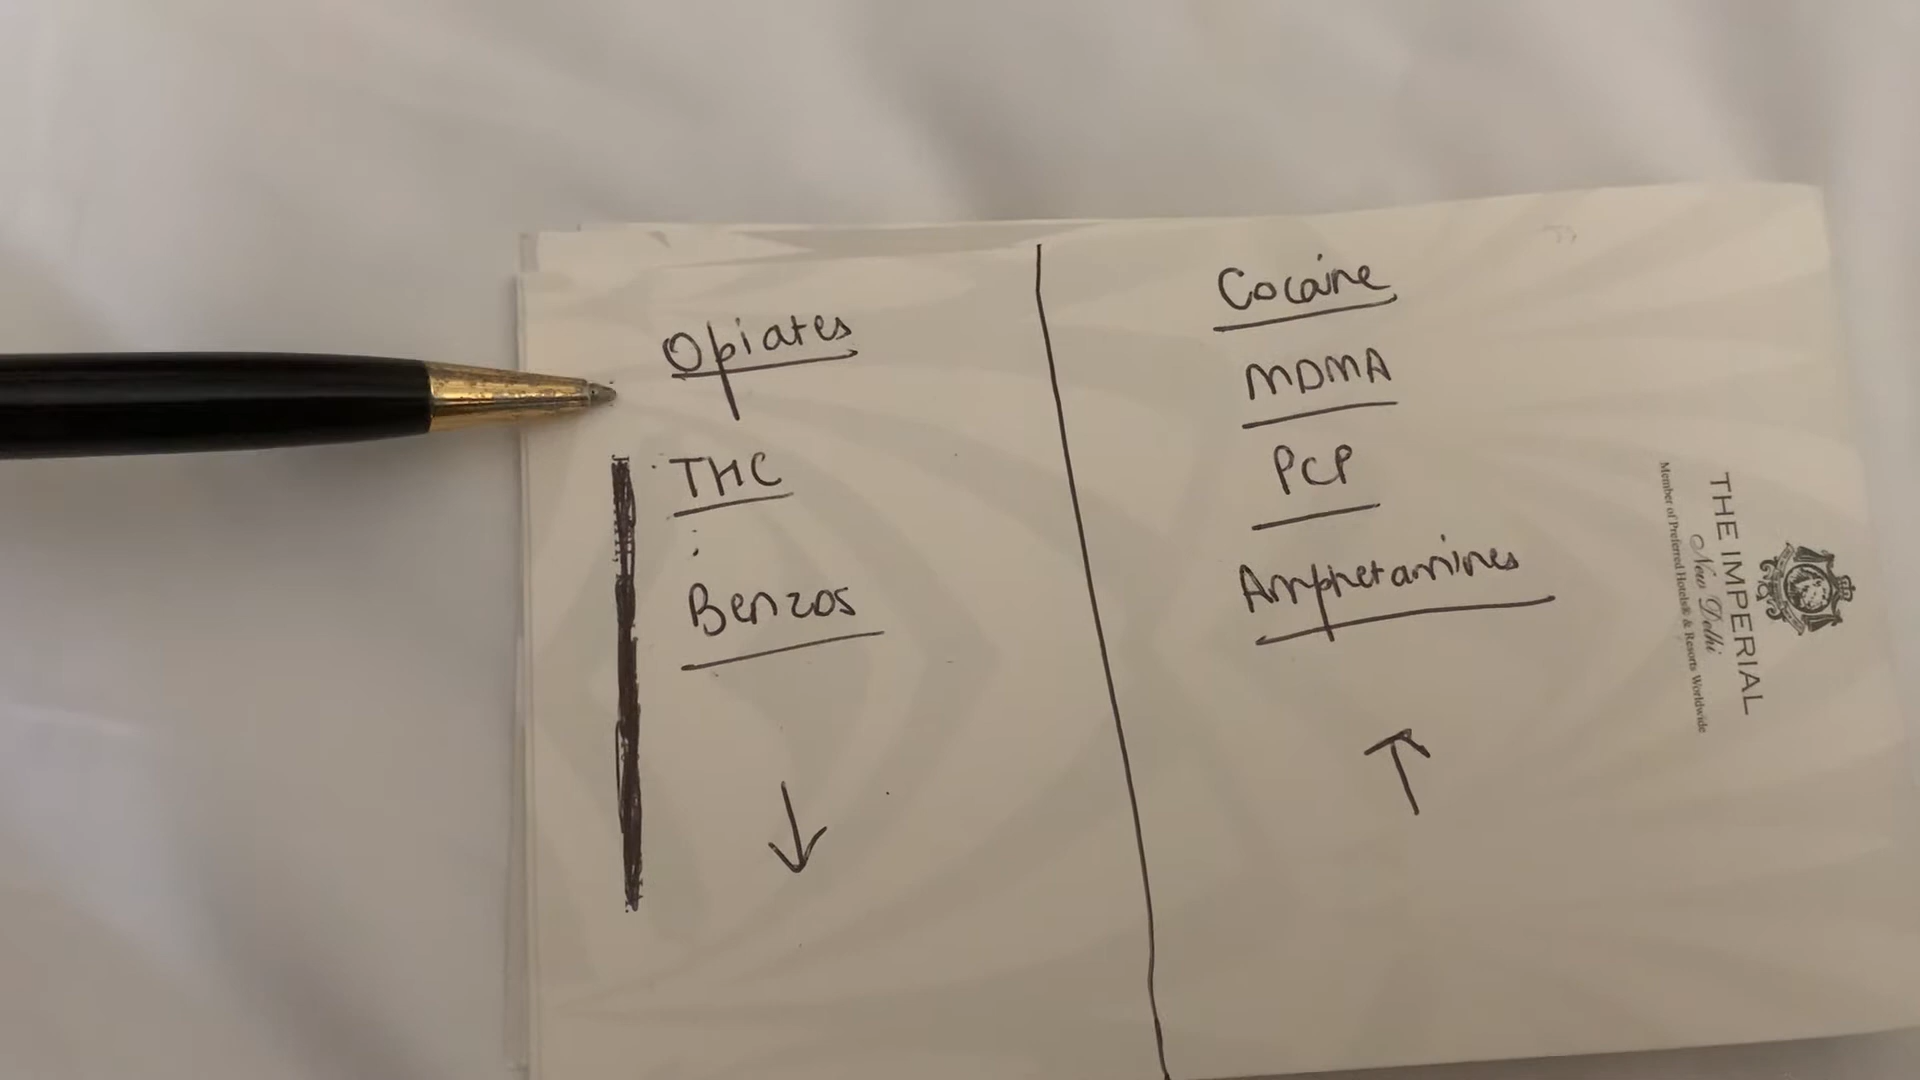 Opiates
THC
Benzos
↓
Cocaine
MDMA
PCP
Amphetamines
↑
THE IMPERIAL
New Delhi
Member of Preferred Hotels® & Resorts Worldwide